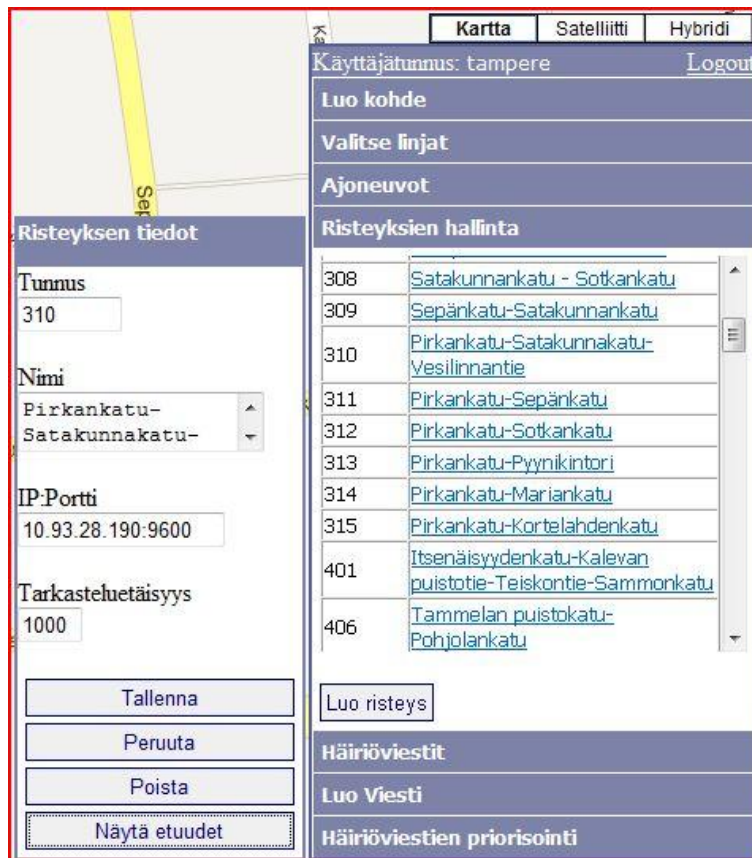 Kartta Satelliitti Hybridi
Ka
Käyttäjätunnus: tampere Logout
Luo kohde
Valitse linjat
Ajoneuvot
Risteyksien hallinta
308 Satakunnankatu - Sotkankatu
309 Sepänkatu-Satakunnankatu
310 Pirkankatu-Satakunnakatu-
Vesilinnantie
311 Pirkankatu-Sepänkatu
312 Pirkankatu-Sotkankatu
313 Pirkankatu-Pyynikintori
314 Pirkankatu-Mariankatu
315 Pirkankatu-Kortelahdenkatu
401 Itsenäisyydenkatu-Kalevan
puistotie-Teiskontie-Sammonkatu
406 Tammelan puistokatu-
Pohjolankatu
Luo risteys
Häiriöviestit
Luo Viesti
Häiriöviestien priorisointi
Sep
Risteyksen tiedot
Tunnus
310
Nimi
Pirkankatu-
Satakunnakatu-
IP:Portti
10.93.28.190:9600
Tarkasteluetäisyys
1000
Tallenna
Peruuta
Poista
Näytä etuudet